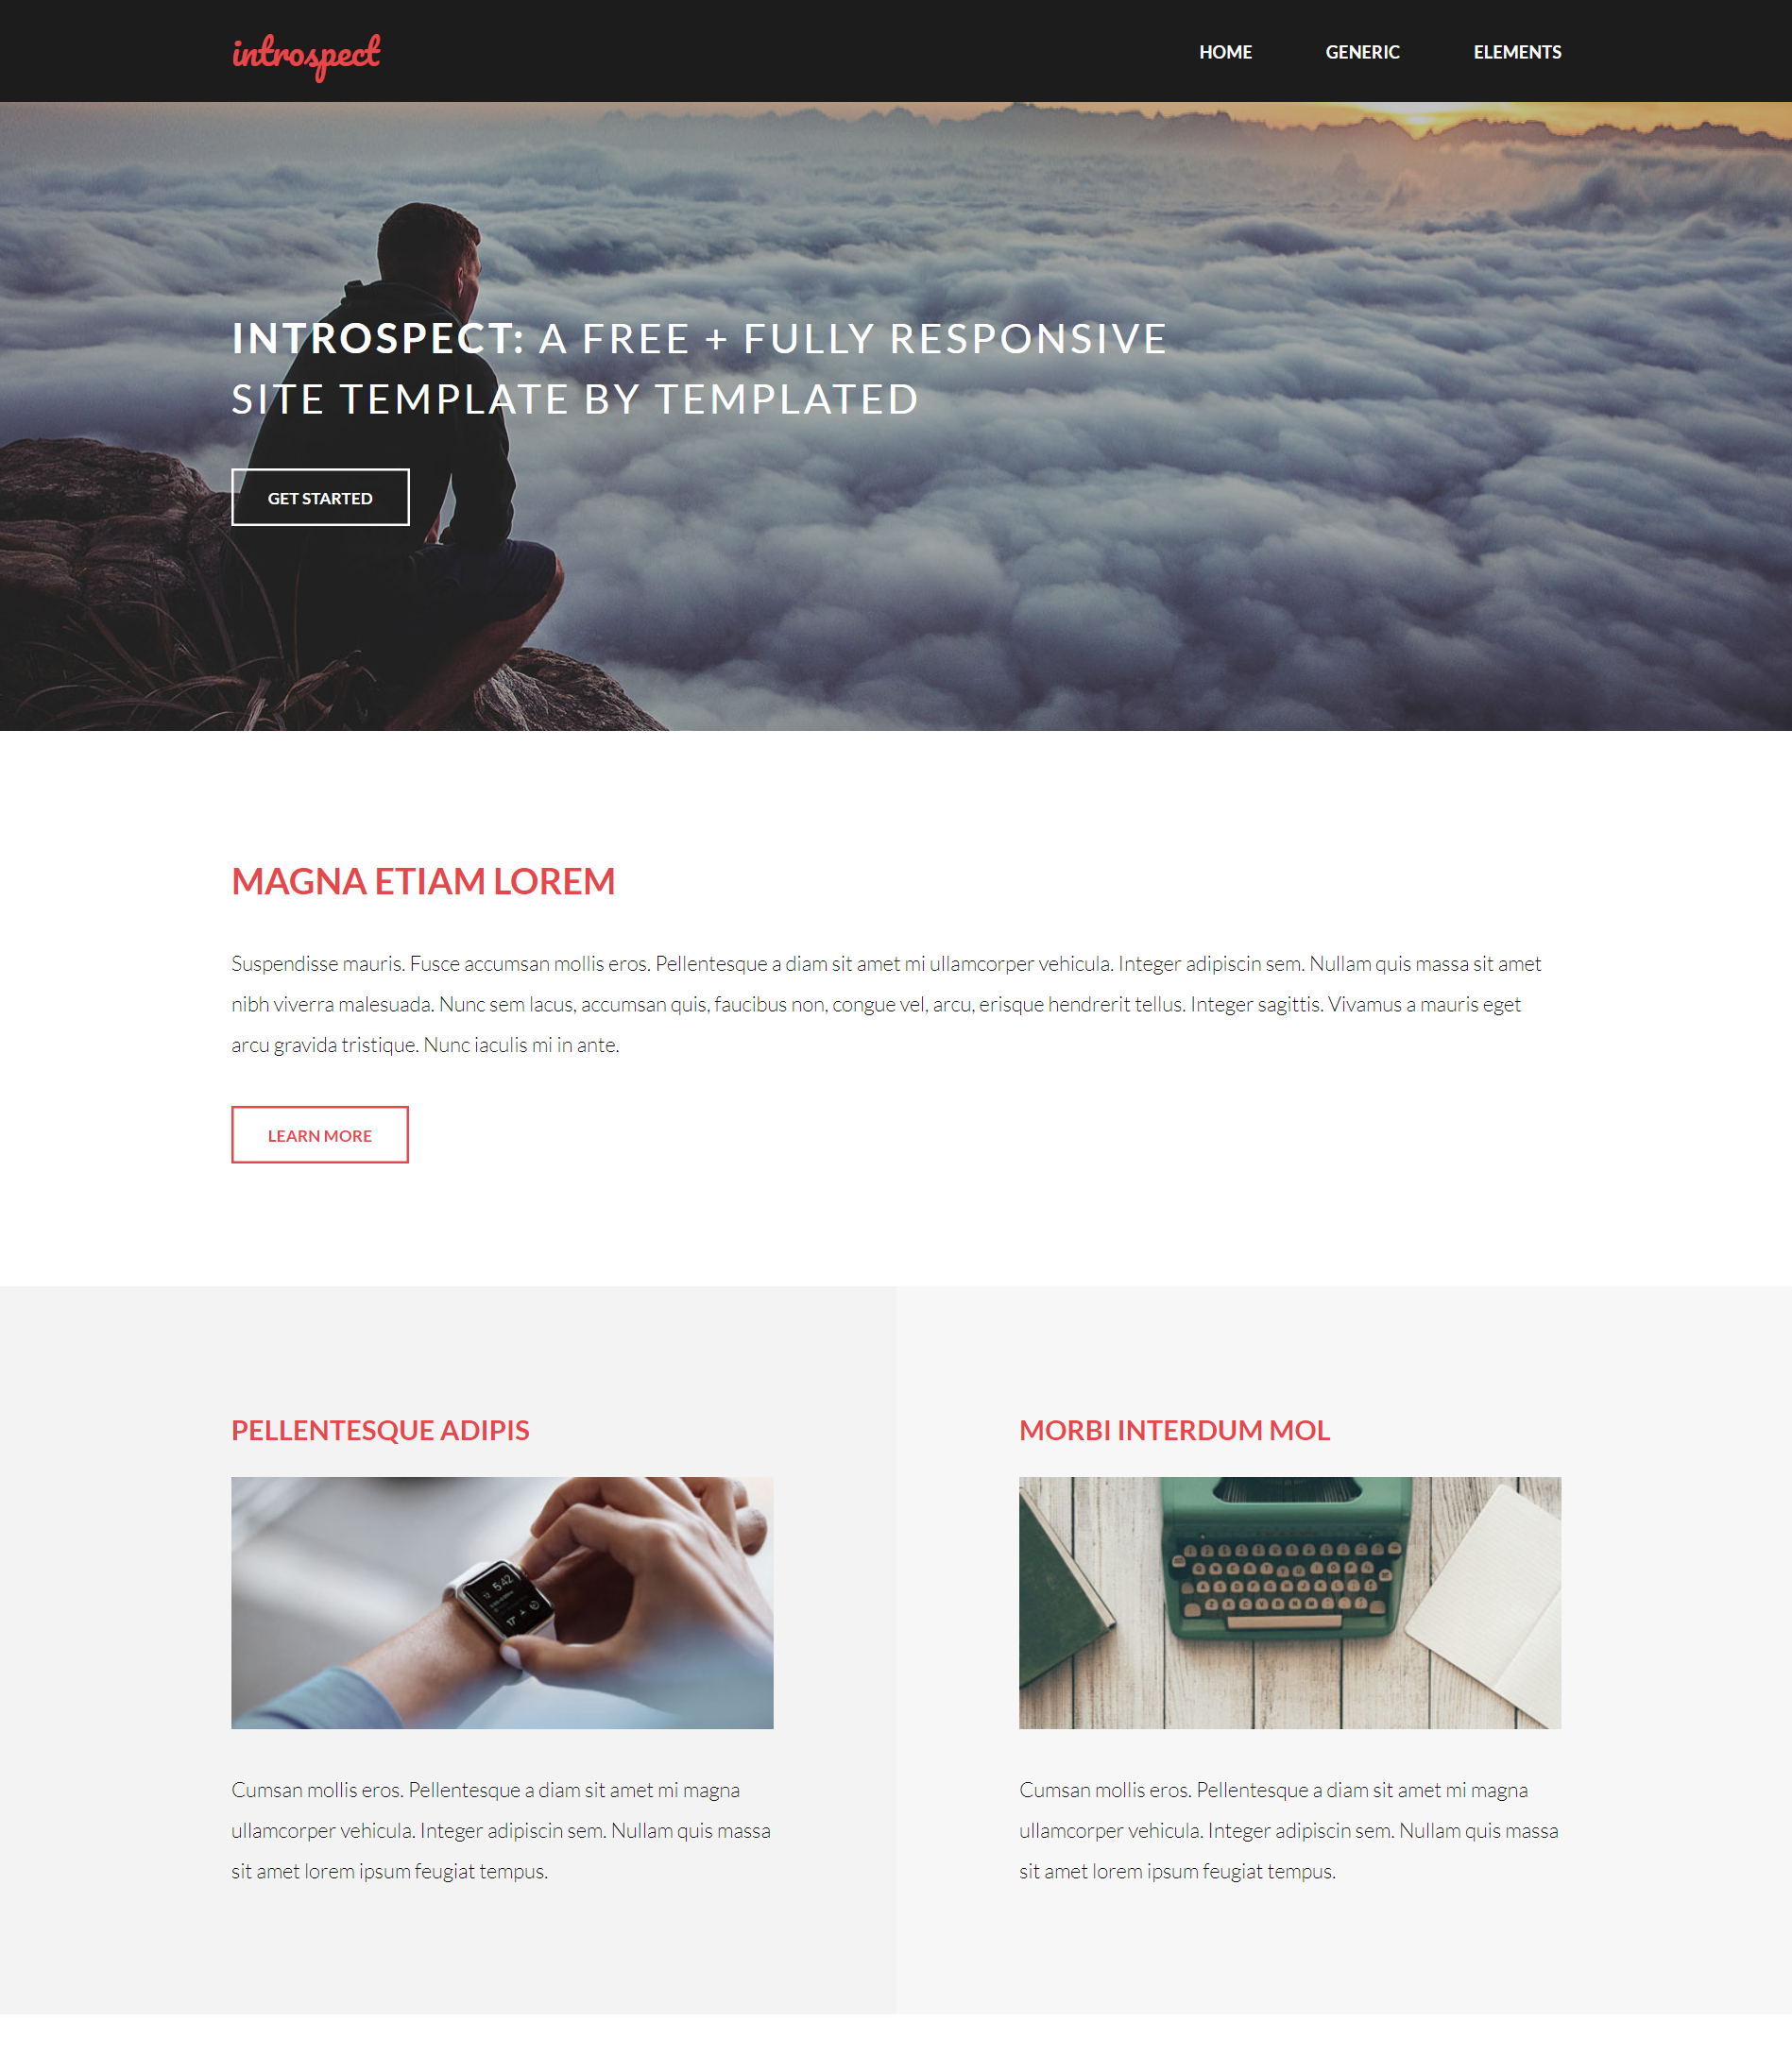 introspect
HOME GENERIC ELEMENTS
INTROSPECT: A FREE + FULLY RESPONSIVE
SITE TEMPLATE BY TEMPLATED
GET STARTED
MAGNA ETIAM LOREM
Suspendisse mauris. Fusce accumsan mollis eros. Pellentesque a diam sit amet mi ullamcorper vehicula. Integer adipiscin sem. Nullam quis massa sit amet
nibh viverra malesuada. Nunc sem lacus, accumsan quis, faucibus non, congue vel, arcu, erisque hendrerit tellus. Integer sagittis. Vivamus a mauris eget
arcu gravida tristique. Nunc iaculis mi in ante.
LEARN MORE
PELLENTESQUE ADIPIS
5:42
Cumsan mollis eros. Pellentesque a diam sit amet mi magna
ullamcorper vehicula. Integer adipiscin sem. Nullam quis massa
sit amet lorem ipsum feugiat tempus.
MORBI INTERDUM MOL
Cumsan mollis eros. Pellentesque a diam sit amet mi magna
ullamcorper vehicula. Integer adipiscin sem. Nullam quis massa
sit amet lorem ipsum feugiat tempus.